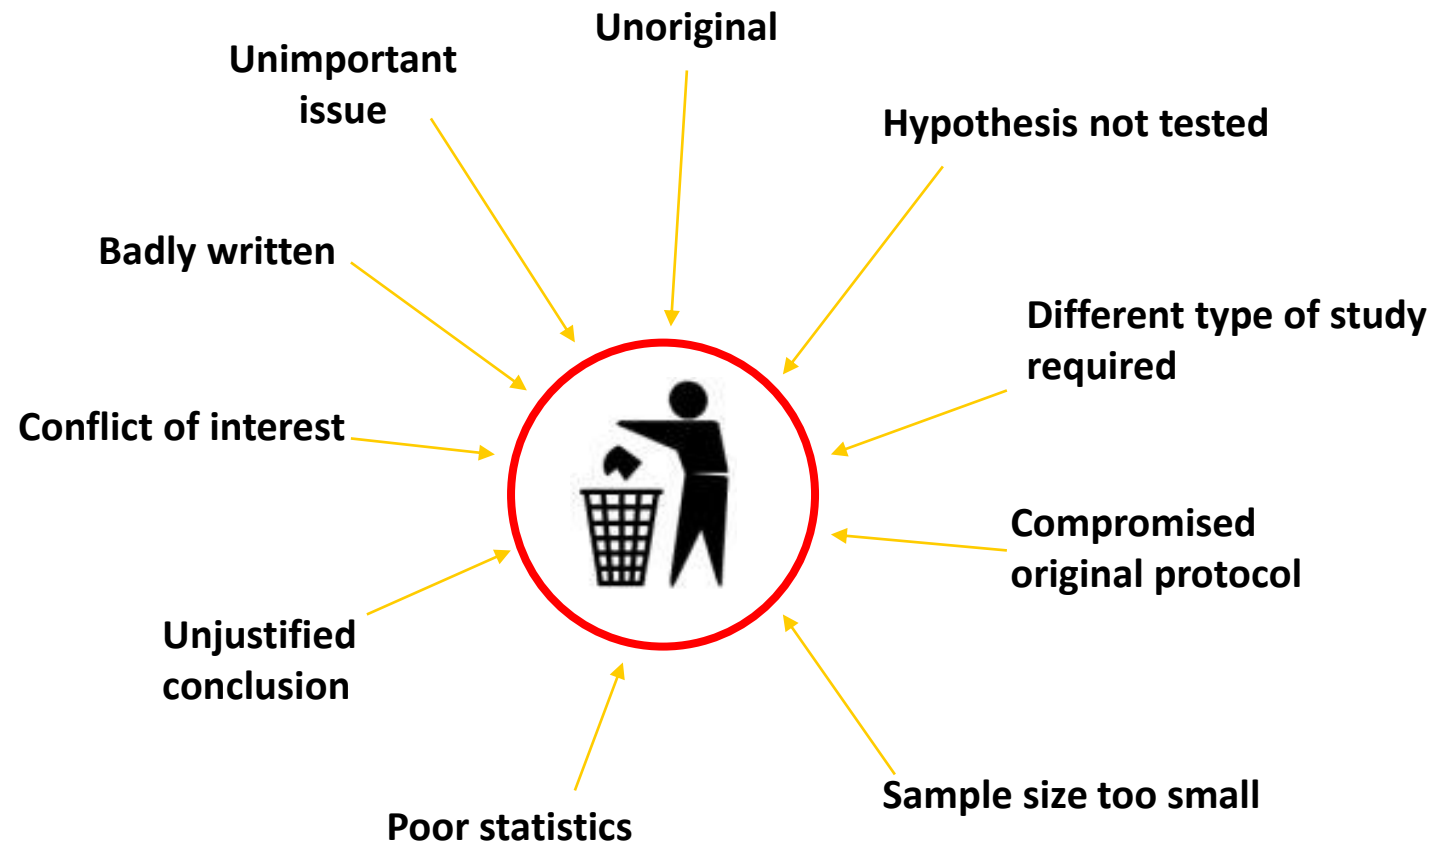 Unoriginal
Unimportant
issue
Hypothesis not tested
Badly written
Different type of study
required
Conflict of interest
Compromised
original protocol
Unjustified
conclusion
Sample size too small
Poor statistics